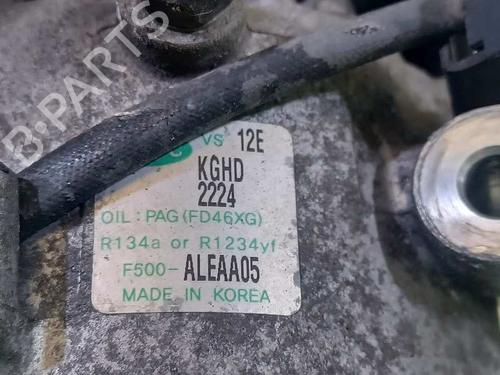 B-PARTS
VS 12E
KGHD
2224
OIL : PAG (FD46XG)
R134a or R1234yf
F500-ALEAA05
MADE IN KOREA